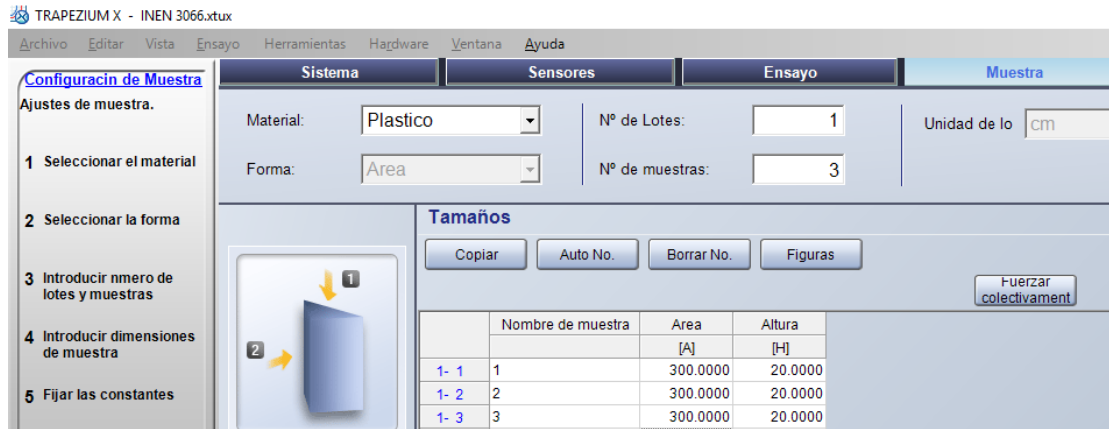 TRAPEZIUM X - INEN 3066.xtux
Archivo Editar Vista Ensayo Herramientas Hardware Ventana Ayuda
Configuracin de Muestra
Ajustes de muestra.
1 Seleccionar el material
2 Seleccionar la forma
3 Introducir nmero de
lotes y muestras
4 Introducir dimensiones
de muestra
5 Fijar las constantes
Sistema Sensores Ensayo Muestra
Material: Plastico Nº de Lotes: 1 Unidad de lo cm
Forma: Area Nº de muestras: 3
Tamaños
Copiar Auto No. Borrar No. Figuras
Fuerzar
colectivament
1
2
Nombre de muestra Area Altura
[A] [H]
1- 1 1 300.0000 20.0000
1- 2 2 300.0000 20.0000
1- 3 3 300.0000 20.0000